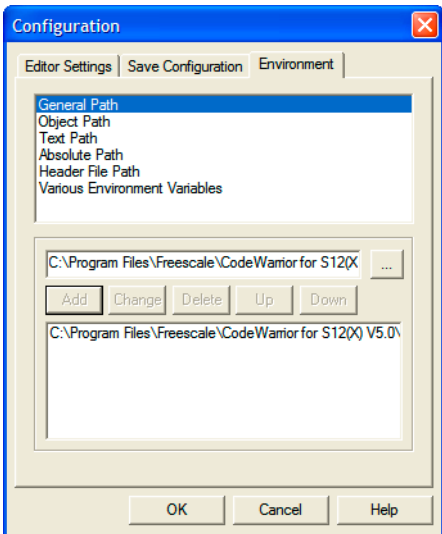 Configuration
Editor Settings Save Configuration Environment
General Path
Object Path
Text Path
Absolute Path
Header File Path
Various Environment Variables
C:\Program Files\Freescale\CodeWarrior for S12(X ...
Add Change Delete Up Down
C:\Program Files\Freescale\CodeWarrior for S12(X) V5.0\
OK Cancel Help